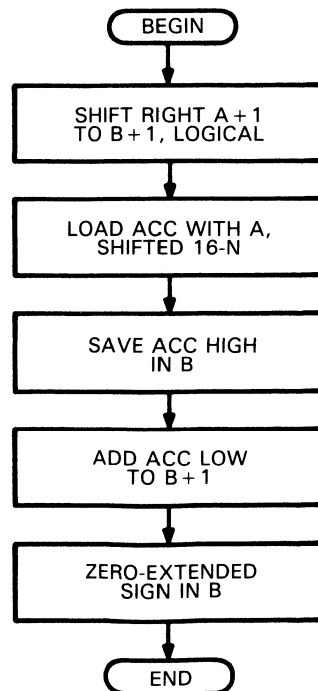 BEGIN
SHIFT RIGHT A+1
TO B+1, LOGICAL
LOAD ACC WITH A,
SHIFTED 16-N
SAVE ACC HIGH
IN B
ADD ACC LOW
TO B+1
ZERO-EXTENDED
SIGN IN B
END